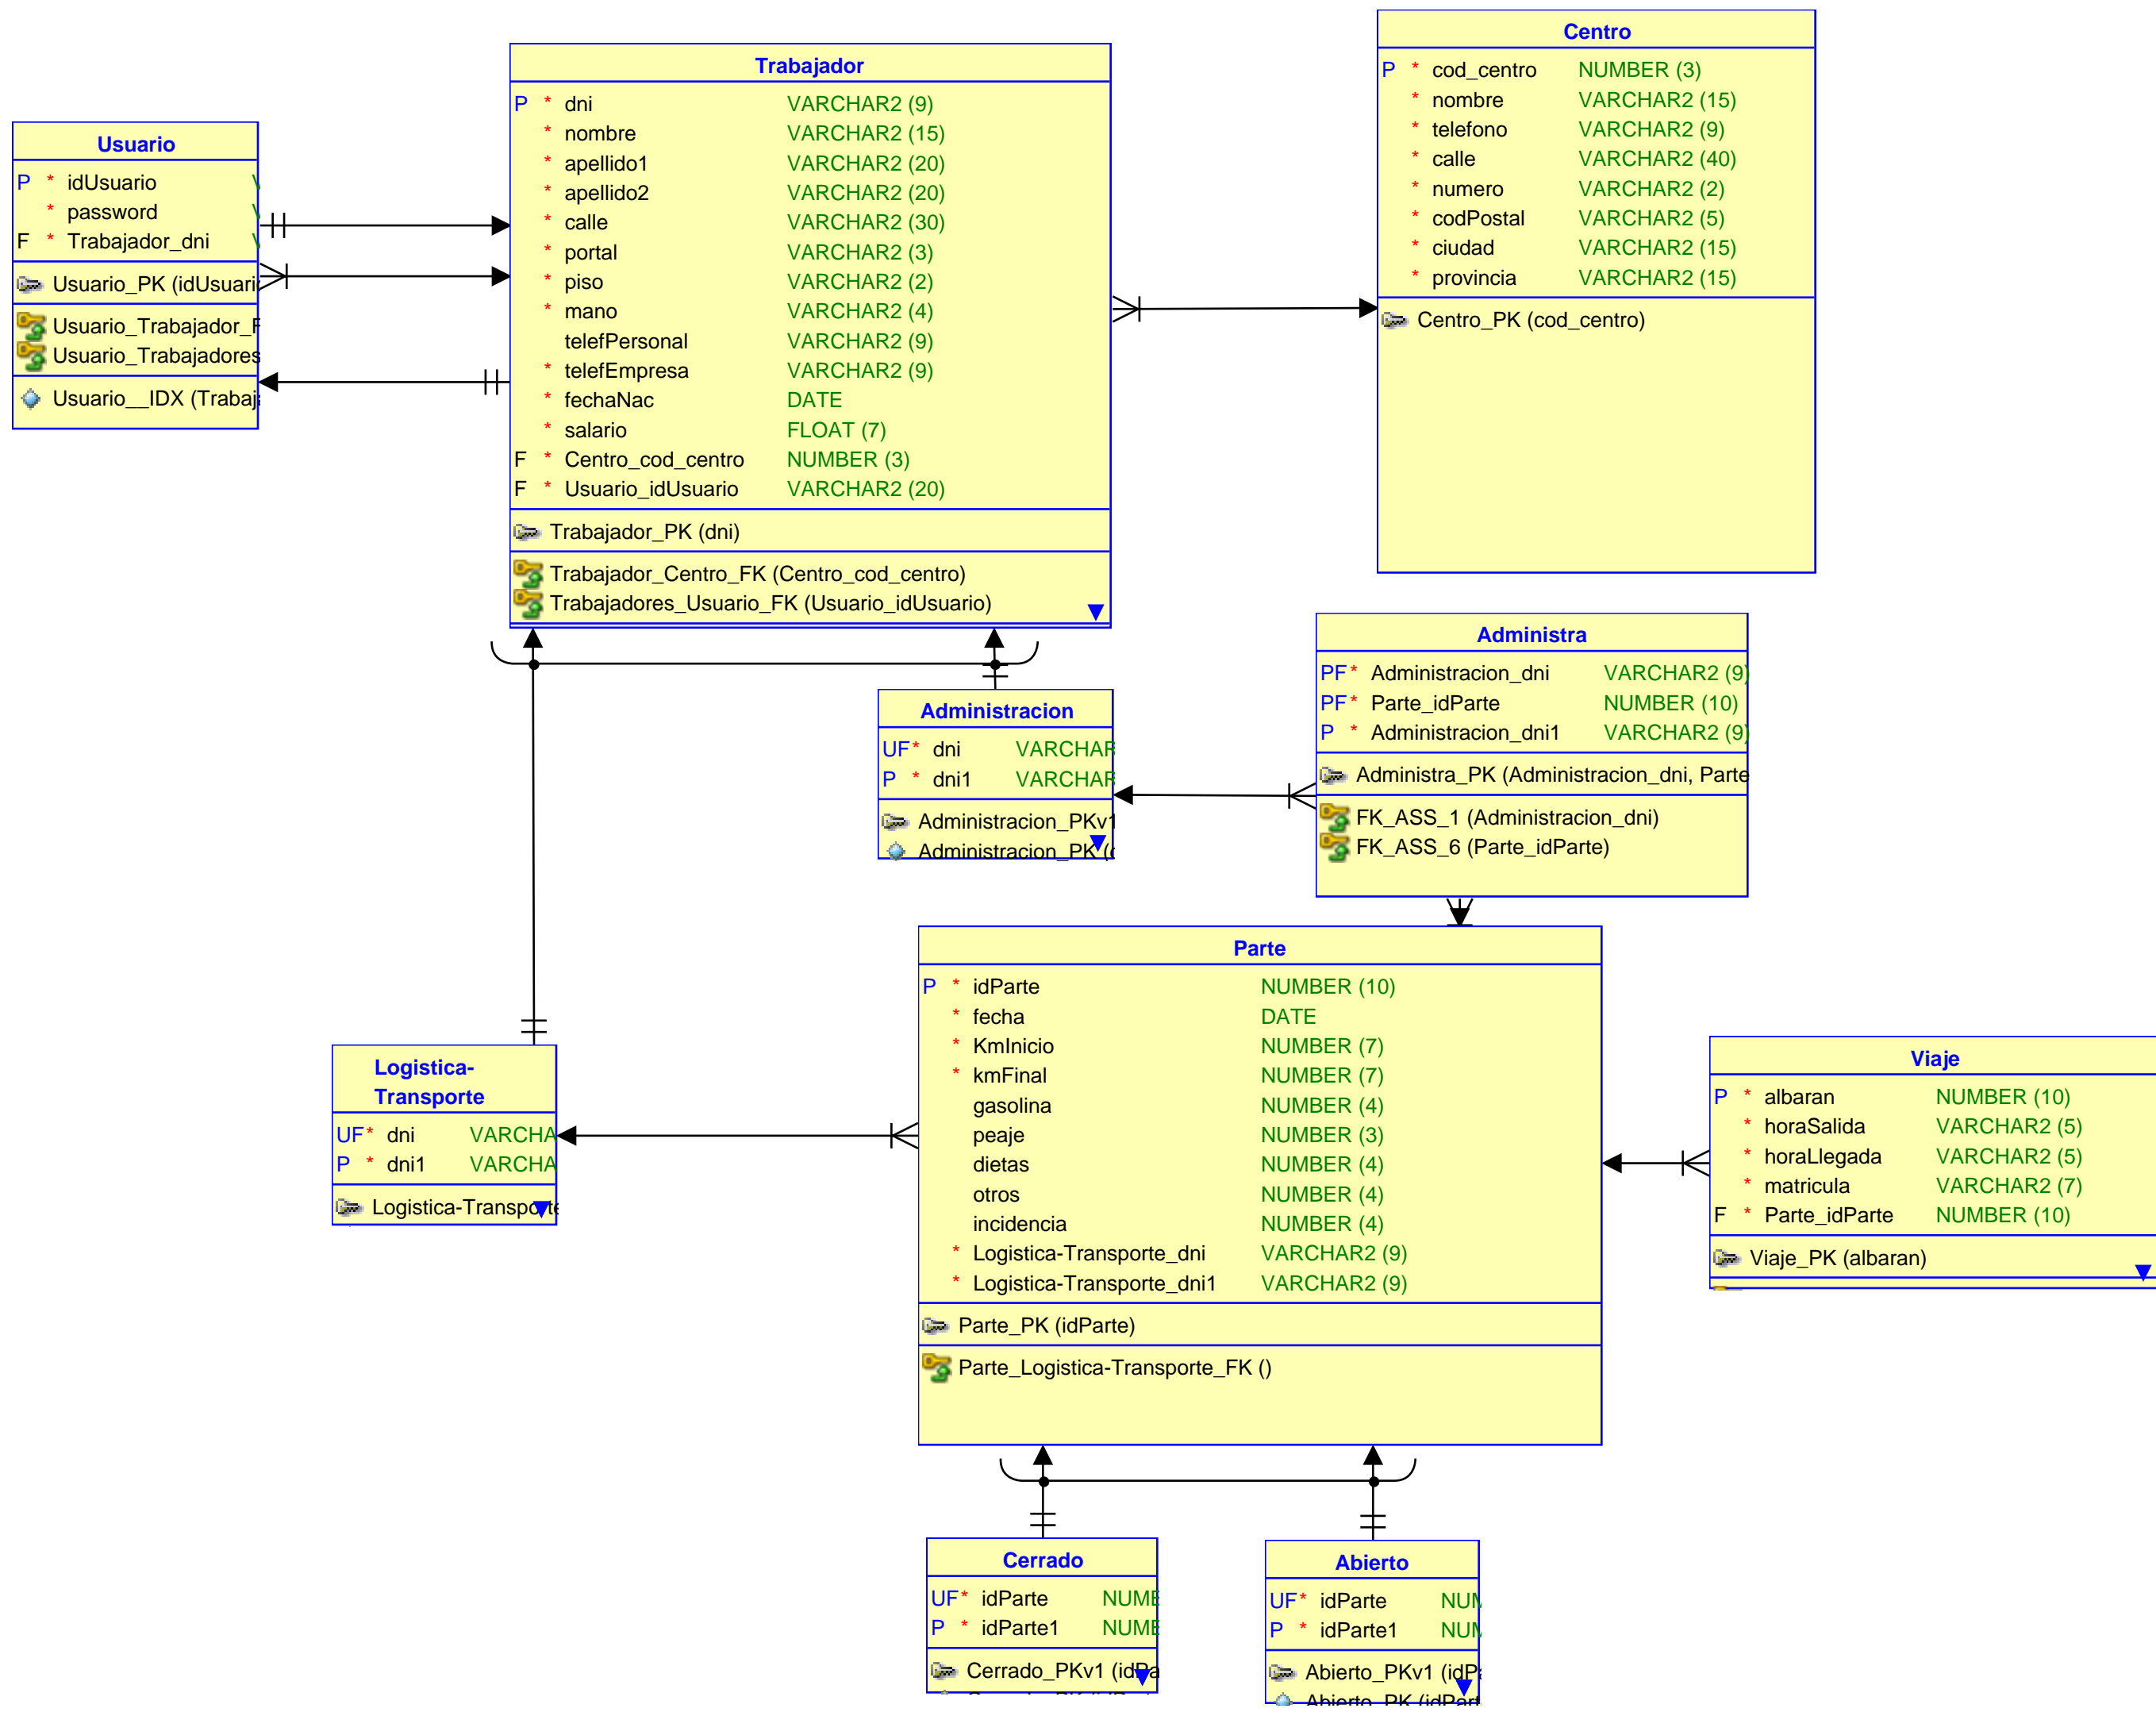 Usuario
P * idUsuario
* password
F * Trabajador_dni
Usuario_PK (idUsuari
Usuario_Trabajador_F
Usuario_Trabajadores
Usuario__IDX (Trabaj
Trabajador
P * dni VARCHAR2 (9)
* nombre VARCHAR2 (15)
* apellido1 VARCHAR2 (20)
* apellido2 VARCHAR2 (20)
* calle VARCHAR2 (30)
* portal VARCHAR2 (3)
* piso VARCHAR2 (2)
* mano VARCHAR2 (4)
telefPersonal VARCHAR2 (9)
* telefEmpresa VARCHAR2 (9)
* fechaNac DATE
* salario FLOAT (7)
F * Centro_cod_centro NUMBER (3)
F * Usuario_idUsuario VARCHAR2 (20)
Trabajador_PK (dni)
Trabajador_Centro_FK (Centro_cod_centro)
Trabajadores_Usuario_FK (Usuario_idUsuario)
Centro
P * cod_centro NUMBER (3)
* nombre VARCHAR2 (15)
* telefono VARCHAR2 (9)
* calle VARCHAR2 (40)
* numero VARCHAR2 (2)
* codPostal VARCHAR2 (5)
* ciudad VARCHAR2 (15)
* provincia VARCHAR2 (15)
Centro_PK (cod_centro)
Administra
PF * Administracion_dni VARCHAR2 (9)
PF * Parte_idParte NUMBER (10)
P * Administracion_dni1 VARCHAR2 (9)
Administra_PK (Administracion_dni, Parte
FK_ASS_1 (Administracion_dni)
FK_ASS_6 (Parte_idParte)
Administracion
UF * dni VARCHAR
P * dni1 VARCHAR
Administracion_PKv1
Administracion_PK (
Logistica-
Transporte
UF * dni VARCHA
P * dni1 VARCHA
Logistica-Transporte
Parte
P * idParte NUMBER (10)
* fecha DATE
* KmInicio NUMBER (7)
* kmFinal NUMBER (7)
gasolina NUMBER (4)
peaje NUMBER (3)
dietas NUMBER (4)
otros NUMBER (4)
incidencia NUMBER (4)
* Logistica-Transporte_dni VARCHAR2 (9)
* Logistica-Transporte_dni1 VARCHAR2 (9)
Parte_PK (idParte)
Parte_Logistica-Transporte_FK ()
Viaje
P * albaran NUMBER (10)
* horaSalida VARCHAR2 (5)
* horaLlegada VARCHAR2 (5)
* matricula VARCHAR2 (7)
F * Parte_idParte NUMBER (10)
Viaje_PK (albaran)
Cerrado
UF * idParte NUME
P * idParte1 NUME
Cerrado_PKv1 (idPa
Abierto
UF * idParte NUM
P * idParte1 NUM
Abierto_PKv1 (idP
Abierto_PK (idPart